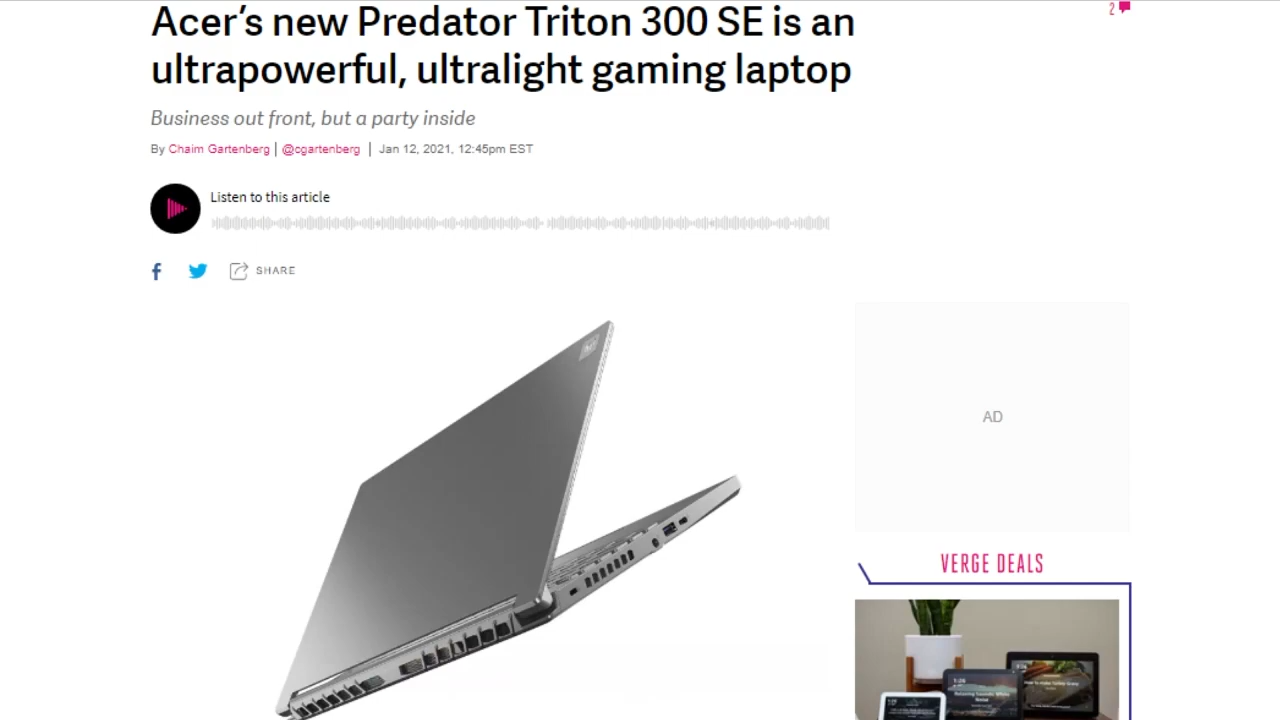 Acer’s new Predator Triton 300 SE is an
ultrapowerful, ultralight gaming laptop
2
Business out front, but a party inside
By Chaim Gartenberg | @cgartenberg | Jan 12, 2021, 12:45pm EST
Listen to this article
SHARE
AD
VERGE DEALS